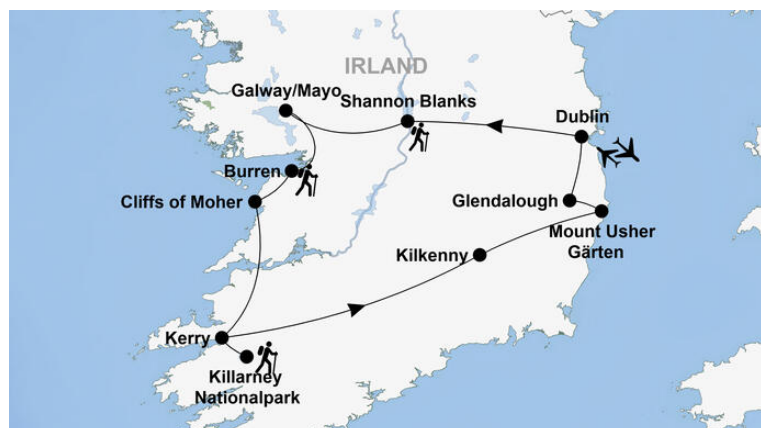 IRLAND
Galway/Mayo
Shannon Blanks
Dublin
Burren
Cliffs of Moher
Glendalough
Mount Usher
Gärten
Kilkenny
Kerry
Killarney
Nationalpark